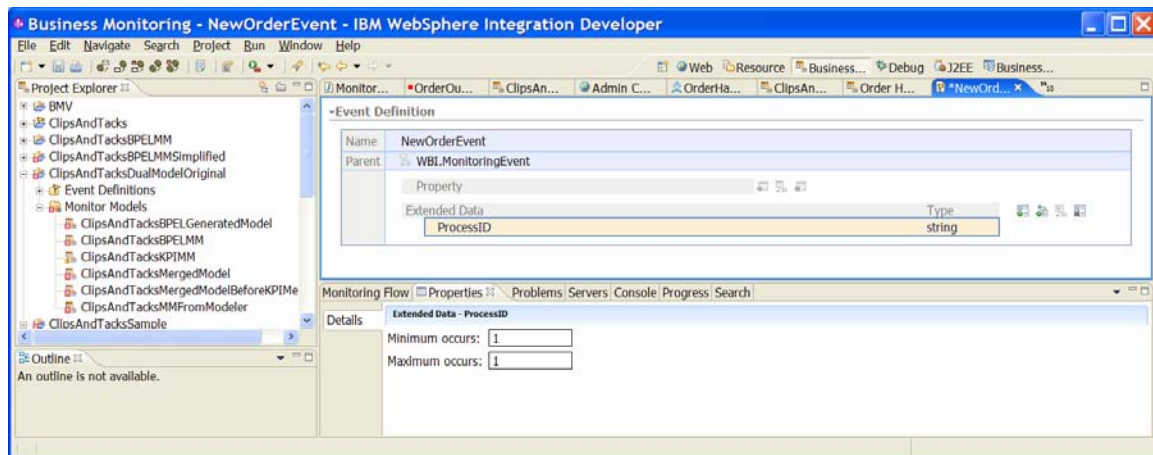 Business Monitoring - NewOrderEvent - IBM WebSphere Integration Developer
File Edit Navigate Search Project Run Window Help
Web Resource Business... Debug J2EE Business...
Project Explorer
Monitor... *OrderOu... ClipsAn... Admin C... OrderHa... ClipsAn... Order H... *NewOrd... »10
BMV
ClipsAndTacks
ClipsAndTacksBPELMM
ClipsAndTacksBPELMMSimplified
ClipsAndTacksDualModelOriginal
Event Definitions
Monitor Models
ClipsAndTacksBPELGeneratedModel
ClipsAndTacksBPELMM
ClipsAndTacksKPIMM
ClipsAndTacksMergedModel
ClipsAndTacksMergedModelBeforeKPIMe
ClipsAndTacksMMFromModeler
ClipsAndTacksSample
Event Definition
Name NewOrderEvent
Parent WBI.MonitoringEvent
Property
Extended Data Type
ProcessID string
Monitoring Flow Properties Problems Servers Console Progress Search
Details
Extended Data - ProcessID
Minimum occurs: 1
Maximum occurs: 1
Outline
An outline is not available.